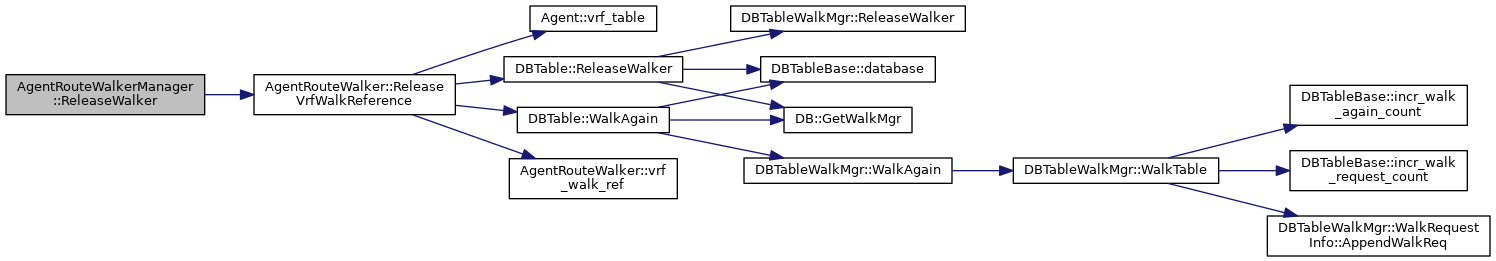 AgentRouteWalkerManager
::ReleaseWalker
AgentRouteWalker::Release
VrfWalkReference
Agent::vrf_table
DBTable::ReleaseWalker
DBTable::WalkAgain
AgentRouteWalker::vrf
_walk_ref
DBTableWalkMgr::ReleaseWalker
DBTableBase::database
DB::GetWalkMgr
DBTableWalkMgr::WalkAgain
DBTableWalkMgr::WalkTable
DBTableBase::incr_walk
_again_count
DBTableBase::incr_walk
_request_count
DBTableWalkMgr::WalkRequest
Info::AppendWalkReq